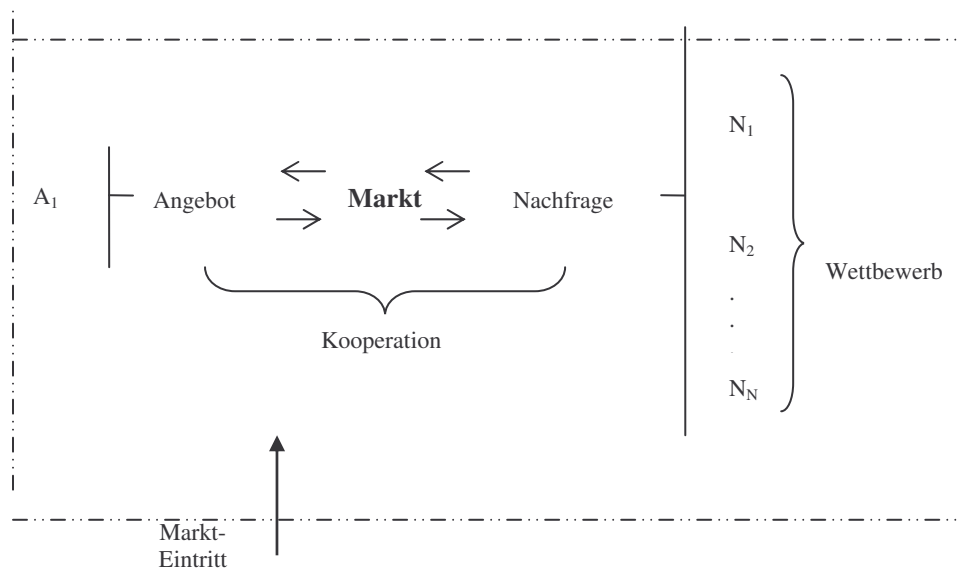 N₁
A₁ Angebot Markt Nachfrage
N₂
Wettbewerb
.
.
.
Kooperation
N_N
Markt-
Eintritt